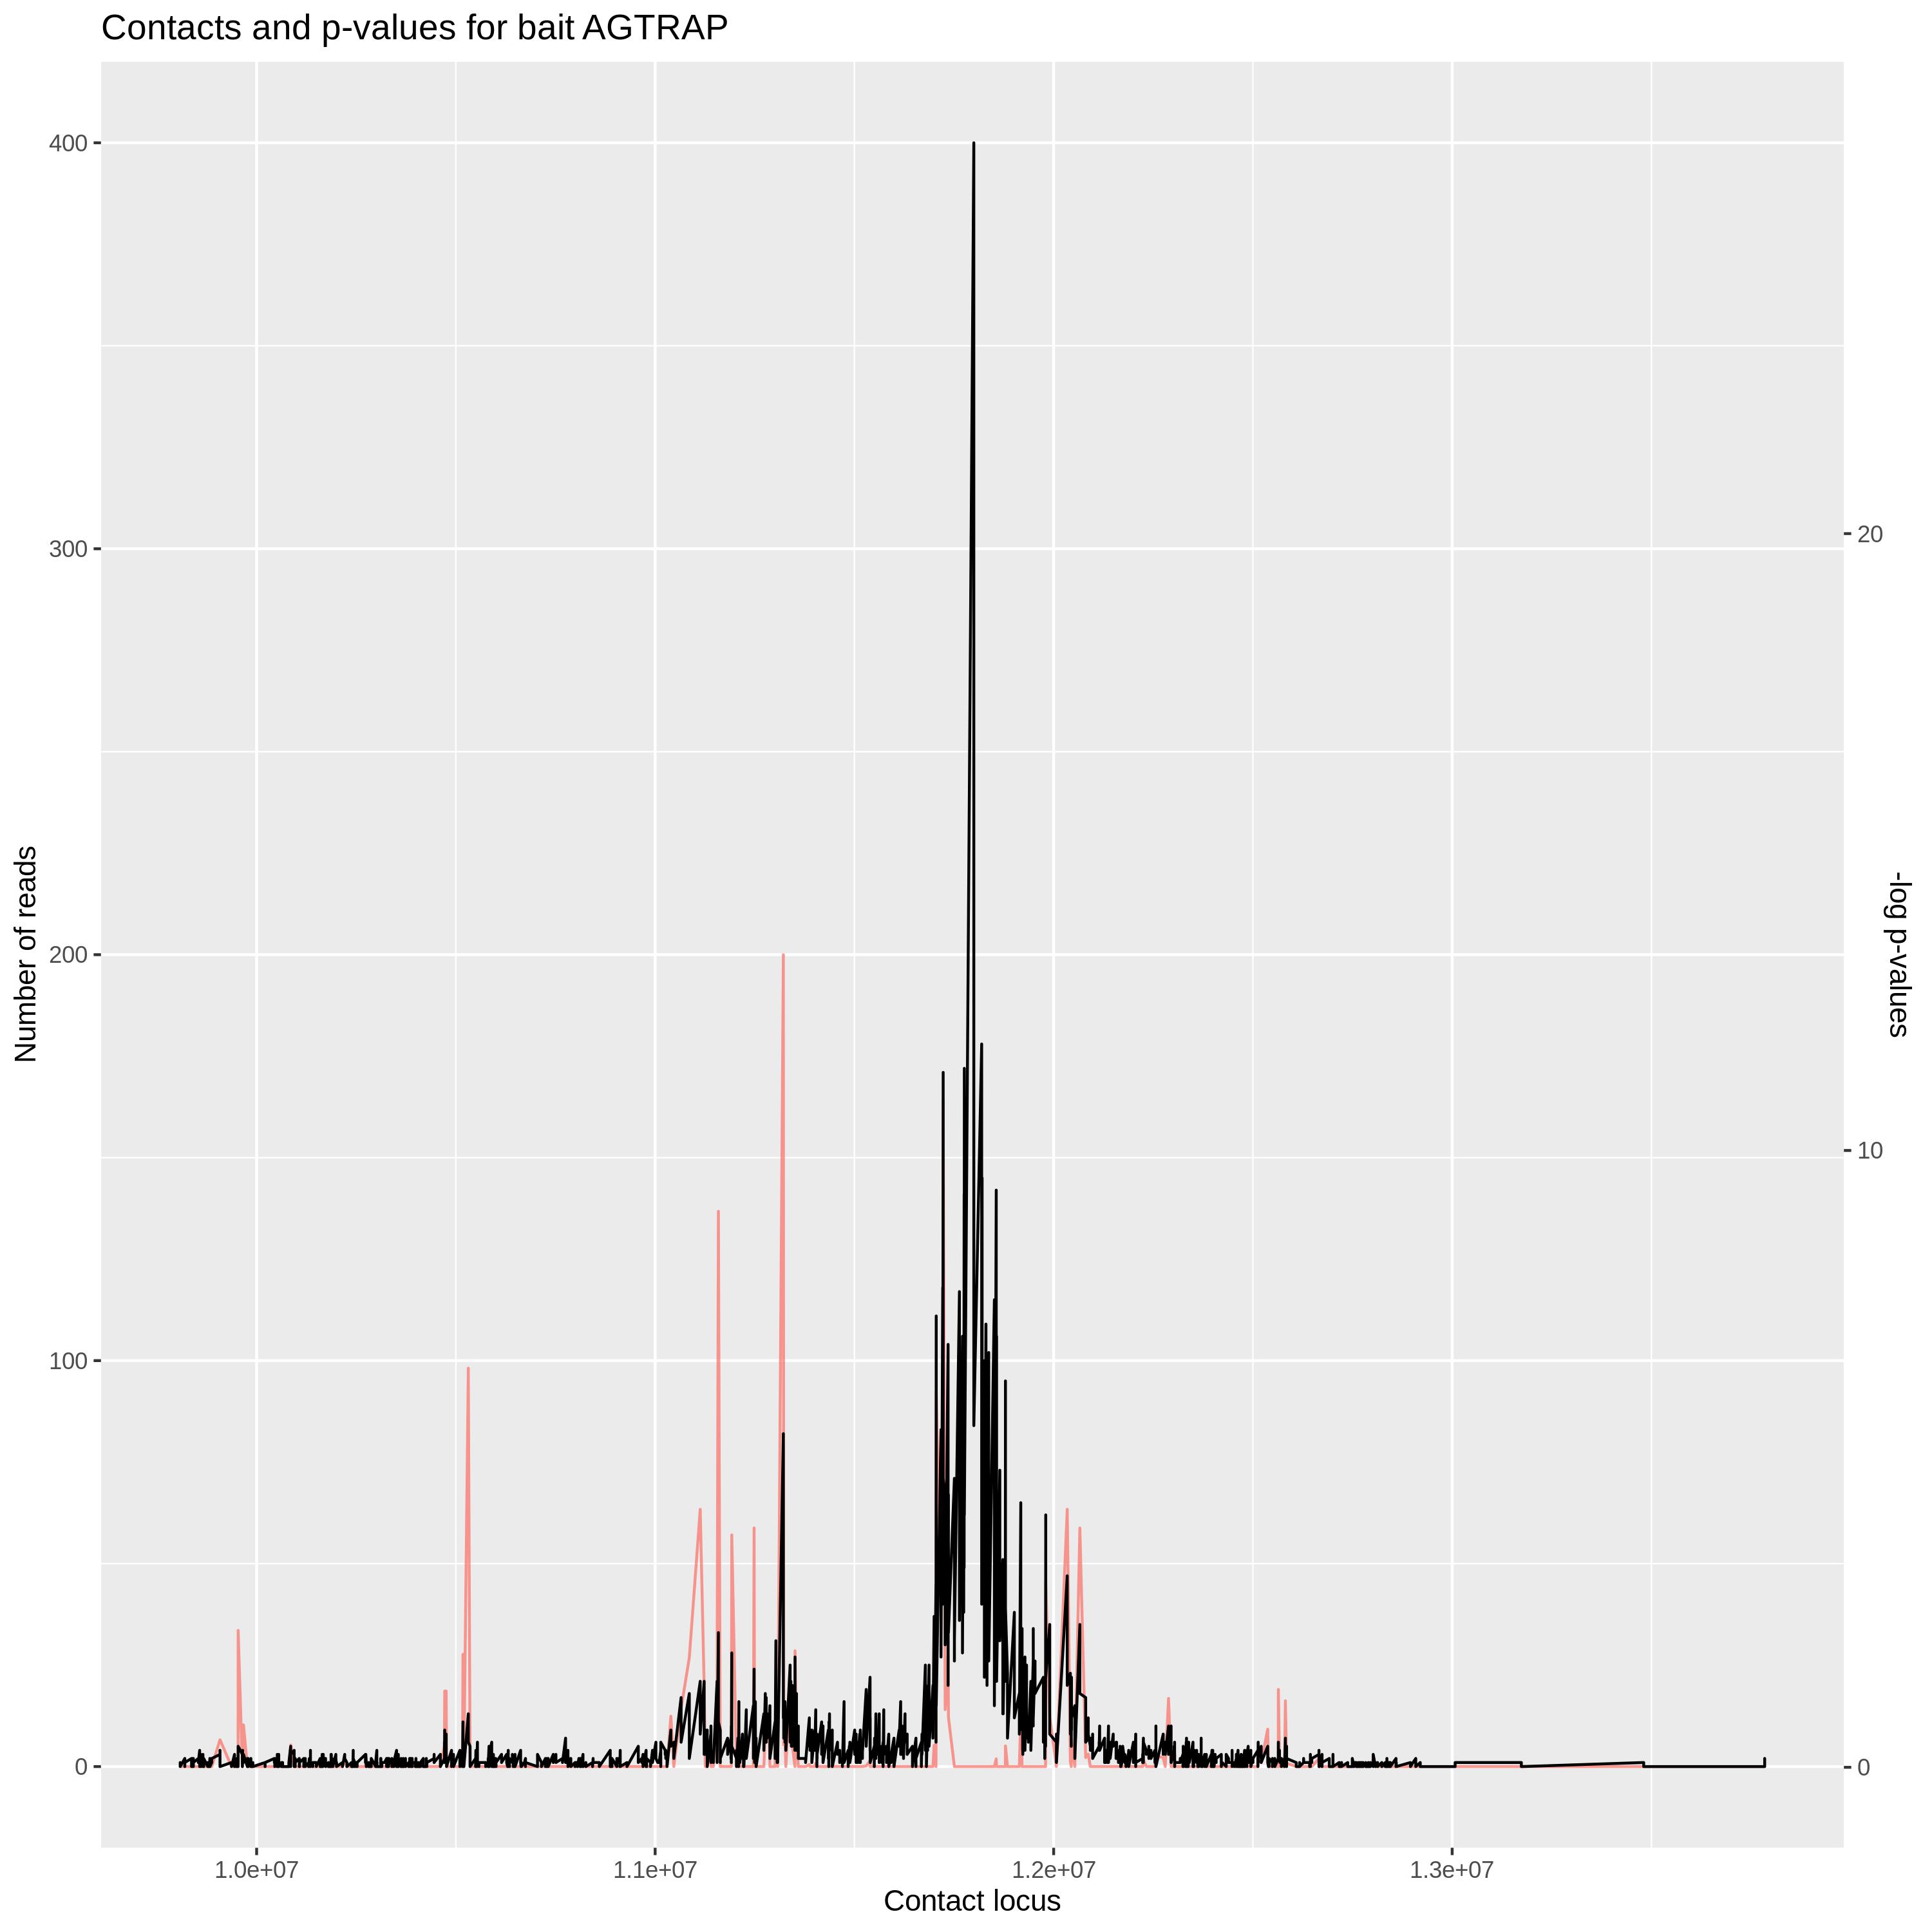 Contacts and p-values for bait AGTRAP
400
300
200
100
0
20
10
0
Number of reads
-log p-values
1.0e+07
1.1e+07
1.2e+07
1.3e+07
Contact locus